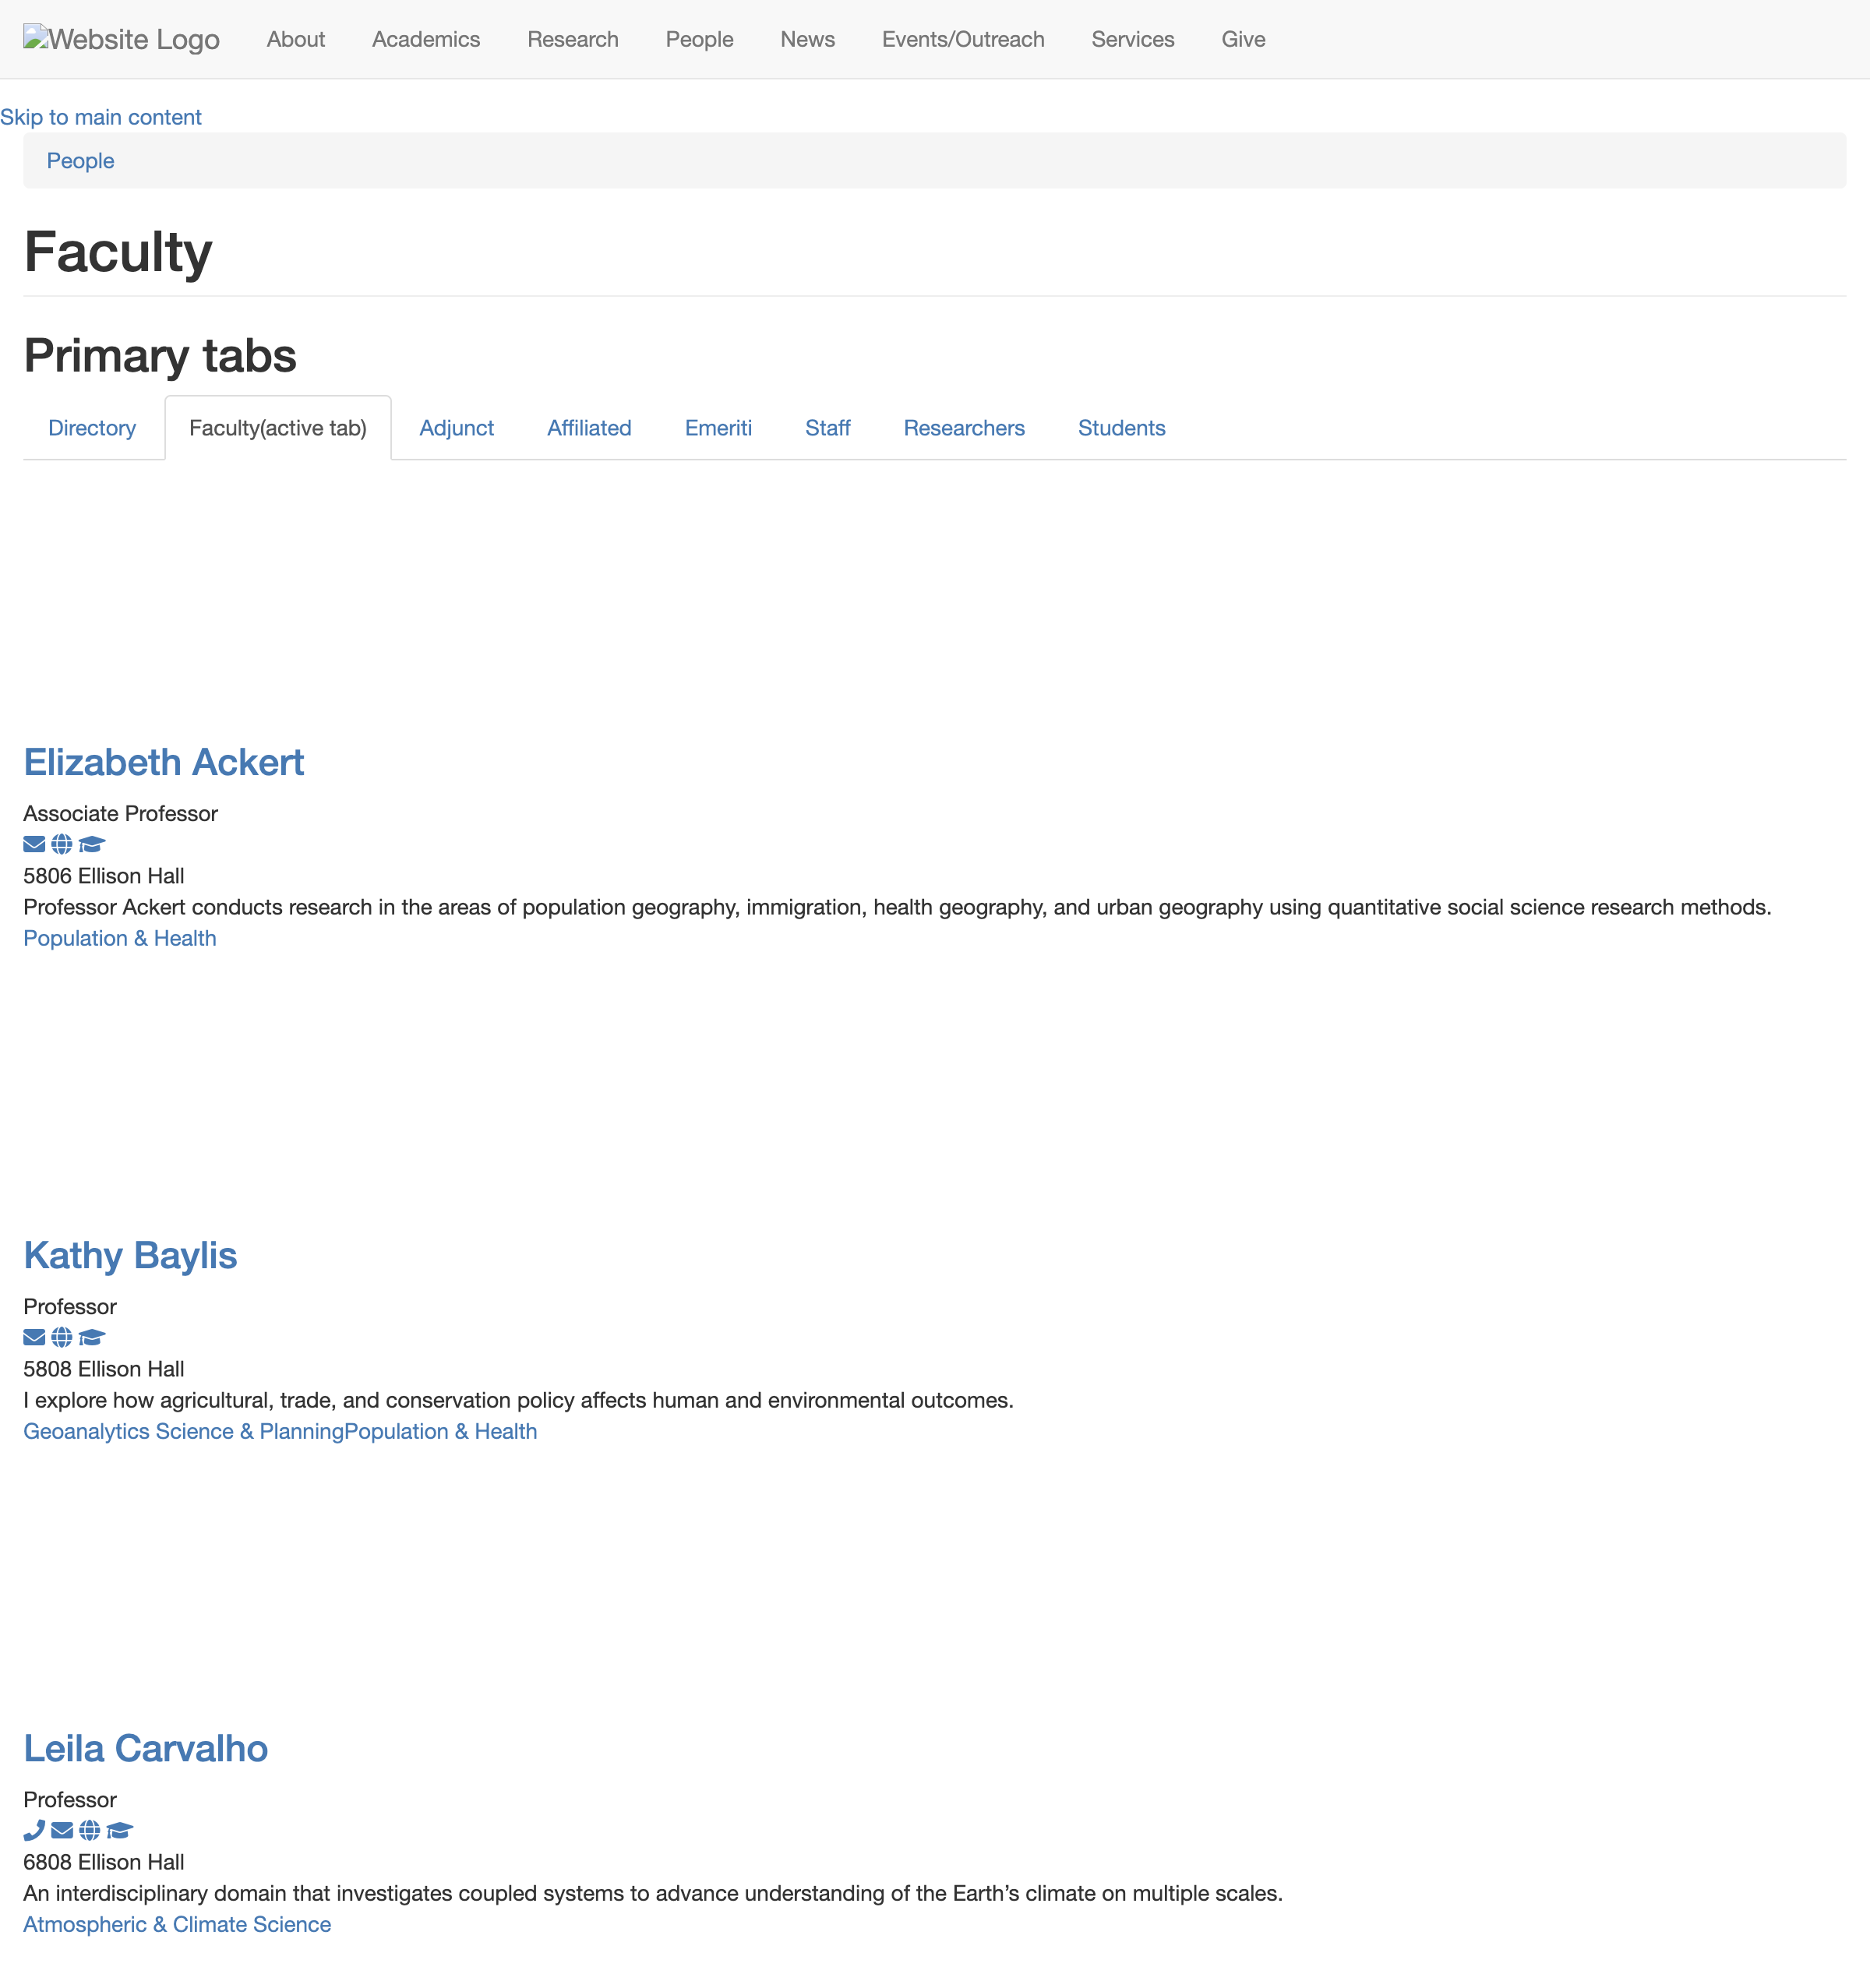 Website Logo About Academics Research People News Events/Outreach Services Give
Skip to main content
People
Faculty
Primary tabs
Directory Faculty(active tab) Adjunct Affiliated Emeriti Staff Researchers Students
Elizabeth Ackert
Associate Professor
5806 Ellison Hall
Professor Ackert conducts research in the areas of population geography, immigration, health geography, and urban geography using quantitative social science research methods.
Population & Health
Kathy Baylis
Professor
5808 Ellison Hall
I explore how agricultural, trade, and conservation policy affects human and environmental outcomes.
Geoanalytics Science & PlanningPopulation & Health
Leila Carvalho
Professor
6808 Ellison Hall
An interdisciplinary domain that investigates coupled systems to advance understanding of the Earth’s climate on multiple scales.
Atmospheric & Climate Science